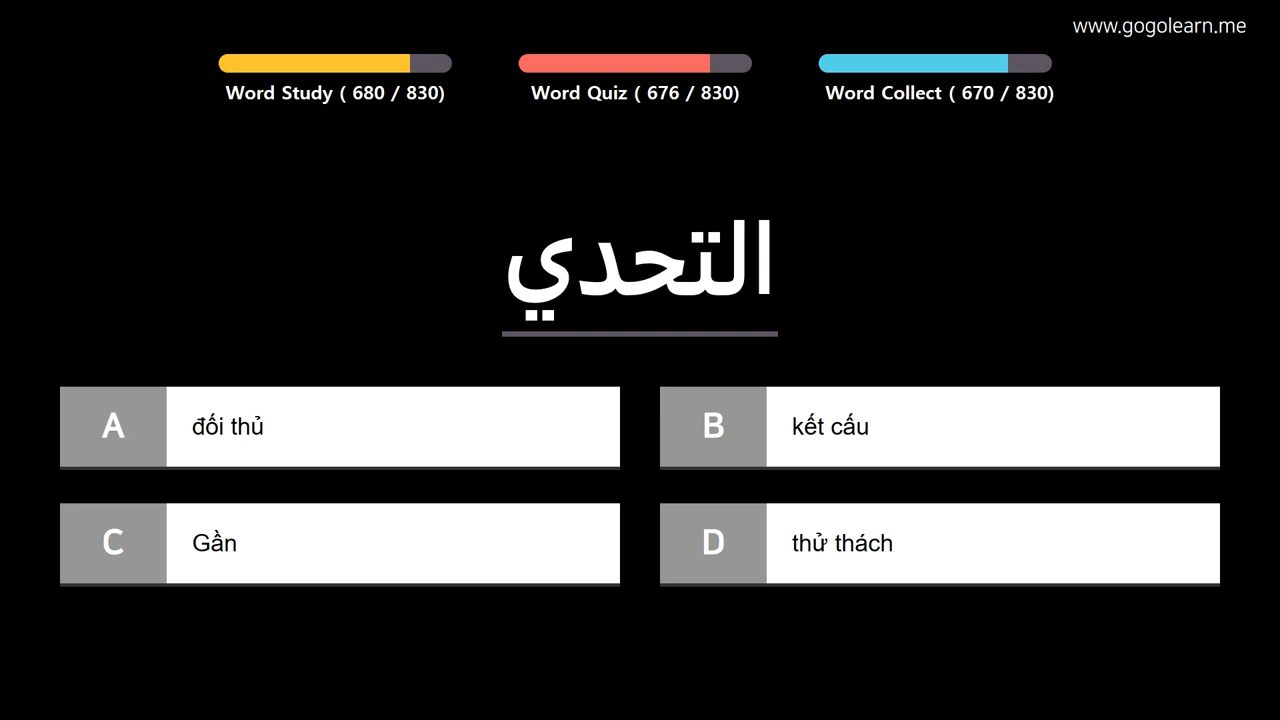 www.gogolearn.me
Word Study ( 680 / 830)
Word Quiz ( 676 / 830)
Word Collect ( 670 / 830)
التحدي
A đối thủ
B kết cấu
C Gần
D thử thách